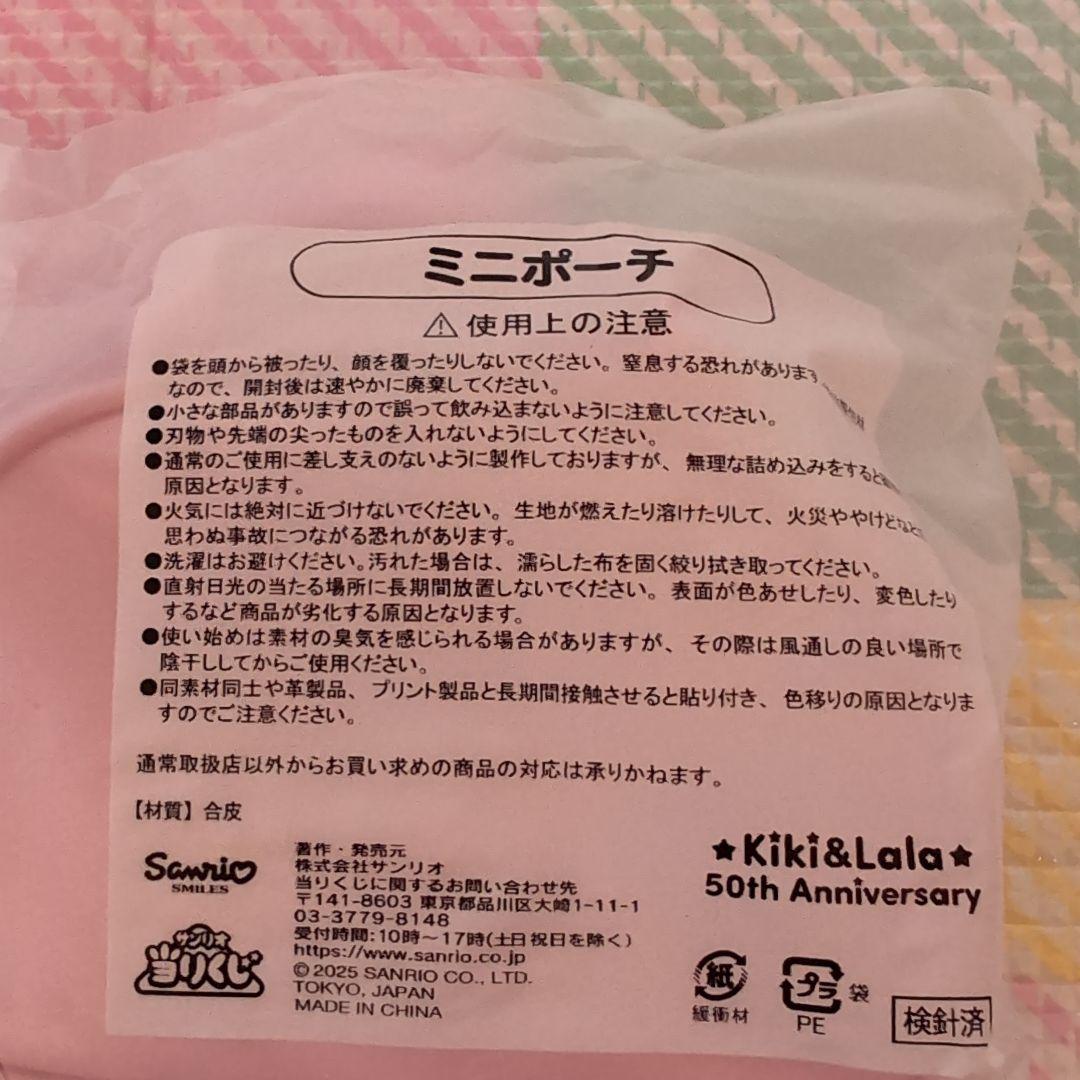 ミニポーチ
⚠使用上の注意
●袋を頭から被ったり、顔を覆ったりしないでください。窒息する恐れがあります
なので、開封後は速やかに廃棄してください。
●小さな部品がありますので誤って飲み込まないように注意してください。
●刃物や先端の尖ったものを入れないようにしてください。
●通常のご使用に差し支えのないように製作しておりますが、無理な詰め込みをすると
原因となります。
●火気には絶対に近づけないでください。生地が燃えたり溶けたりして、火災ややけどなど
思わぬ事故につながる恐れがあります。
●洗濯はお避けください。汚れた場合は、濡らした布を固く絞り拭き取ってください。
●直射日光の当たる場所に長期間放置しないでください。表面が色あせしたり、変色したり
するなど商品が劣化する原因となります。
●使い始めは素材の臭気を感じられる場合がありますが、その際は風通しの良い場所で
陰干ししてからご使用ください。
●同素材同士や革製品、プリント製品と長期間接触させると貼り付き、色移りの原因となりま
すのでご注意ください。
通常取扱店以外からお買い求めの商品の対応は承りかねます。
【材質】合皮
Sanrio
SMILES
サンリオ
当りくじ
著作・発売元
株式会社サンリオ
当りくじに関するお問い合わせ先
〒141-8603 東京都品川区大崎1-11-1
03-3779-8148
受付時間:10時～17時(土日祝日を除く)
https://www.sanrio.co.jp
©2025 SANRIO CO., LTD.
TOKYO, JAPAN
MADE IN CHINA
★Kiki&Lala★
50th Anniversary
紙
緩衝材
プラ 袋
PE
検針済